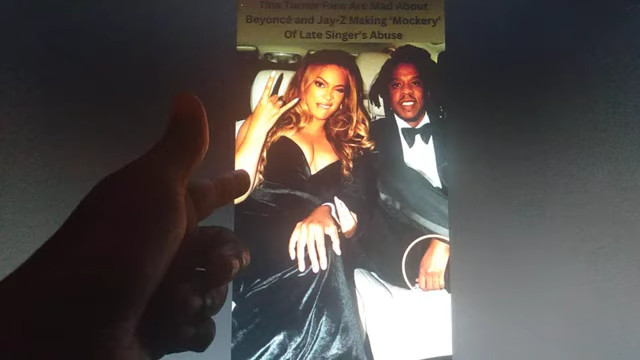 Tina Turner Fans Are Mad About
Beyoncé and Jay-Z Making 'Mockery'
Of Late Singer's Abuse